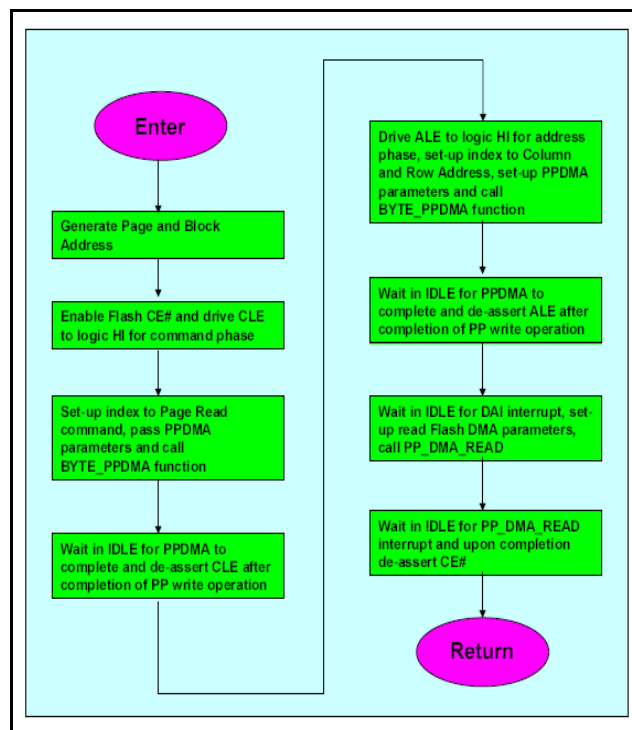 Enter
Generate Page and Block
Address
Enable Flash CE# and drive CLE
to logic HI for command phase
Set-up index to Page Read
command, pass PPDMA
parameters and call
BYTE_PPDMA function
Wait in IDLE for PPDMA to
complete and de-assert CLE after
completion of PP write operation
Drive ALE to logic HI for address
phase, set-up index to Column
and Row Address, set-up PPDMA
parameters and call
BYTE_PPDMA function
Wait in IDLE for PPDMA to
complete and de-assert ALE after
completion of PP write operation
Wait in IDLE for DAI interrupt, set-
up read Flash DMA parameters,
call PP_DMA_READ
Wait in IDLE for PP_DMA_READ
interrupt and upon completion
de-assert CE#
Return